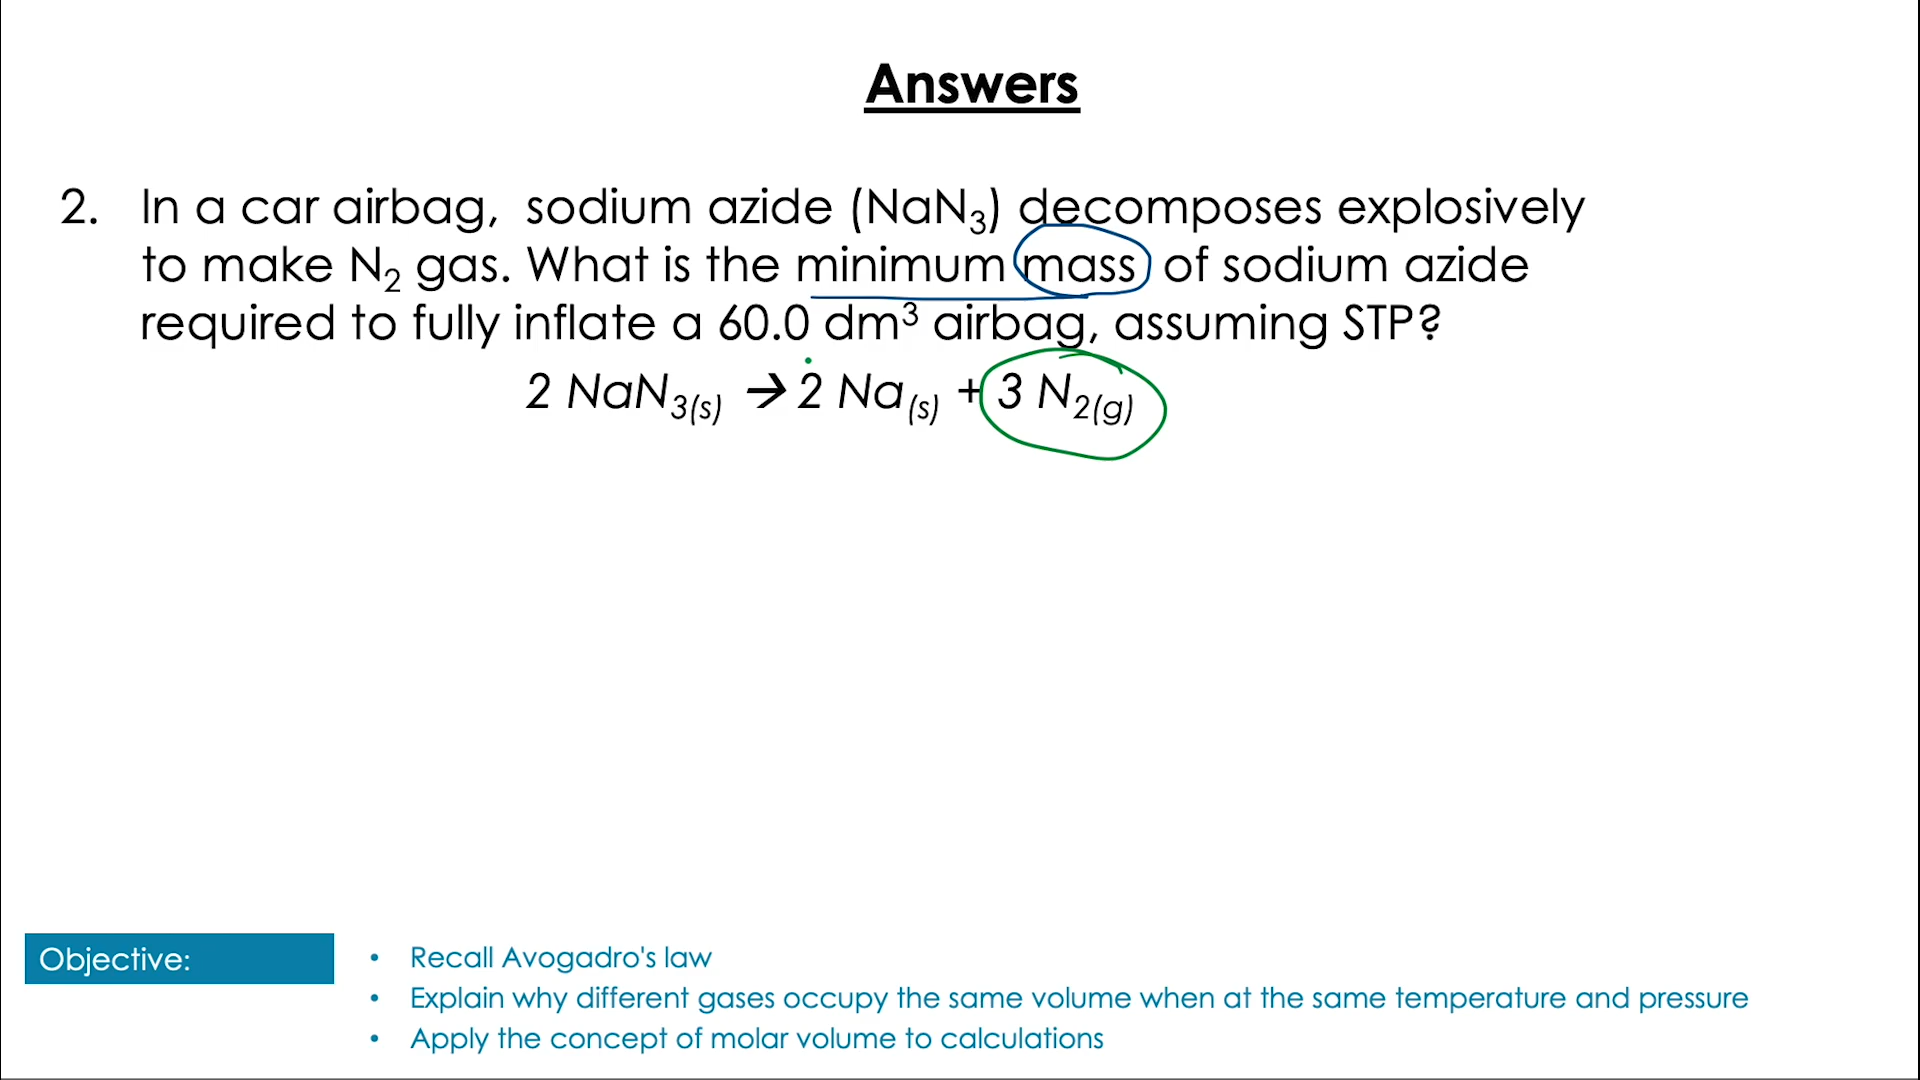 Answers
2. In a car airbag, sodium azide (NaN₃) decomposes explosively
to make N₂ gas. What is the minimum mass of sodium azide
required to fully inflate a 60.0 dm³ airbag, assuming STP?
2 NaN₃₍ₛ₎ → 2 Na₍ₛ₎ + 3 N₂(g)
Objective:
• Recall Avogadro's law
• Explain why different gases occupy the same volume when at the same temperature and pressure
• Apply the concept of molar volume to calculations